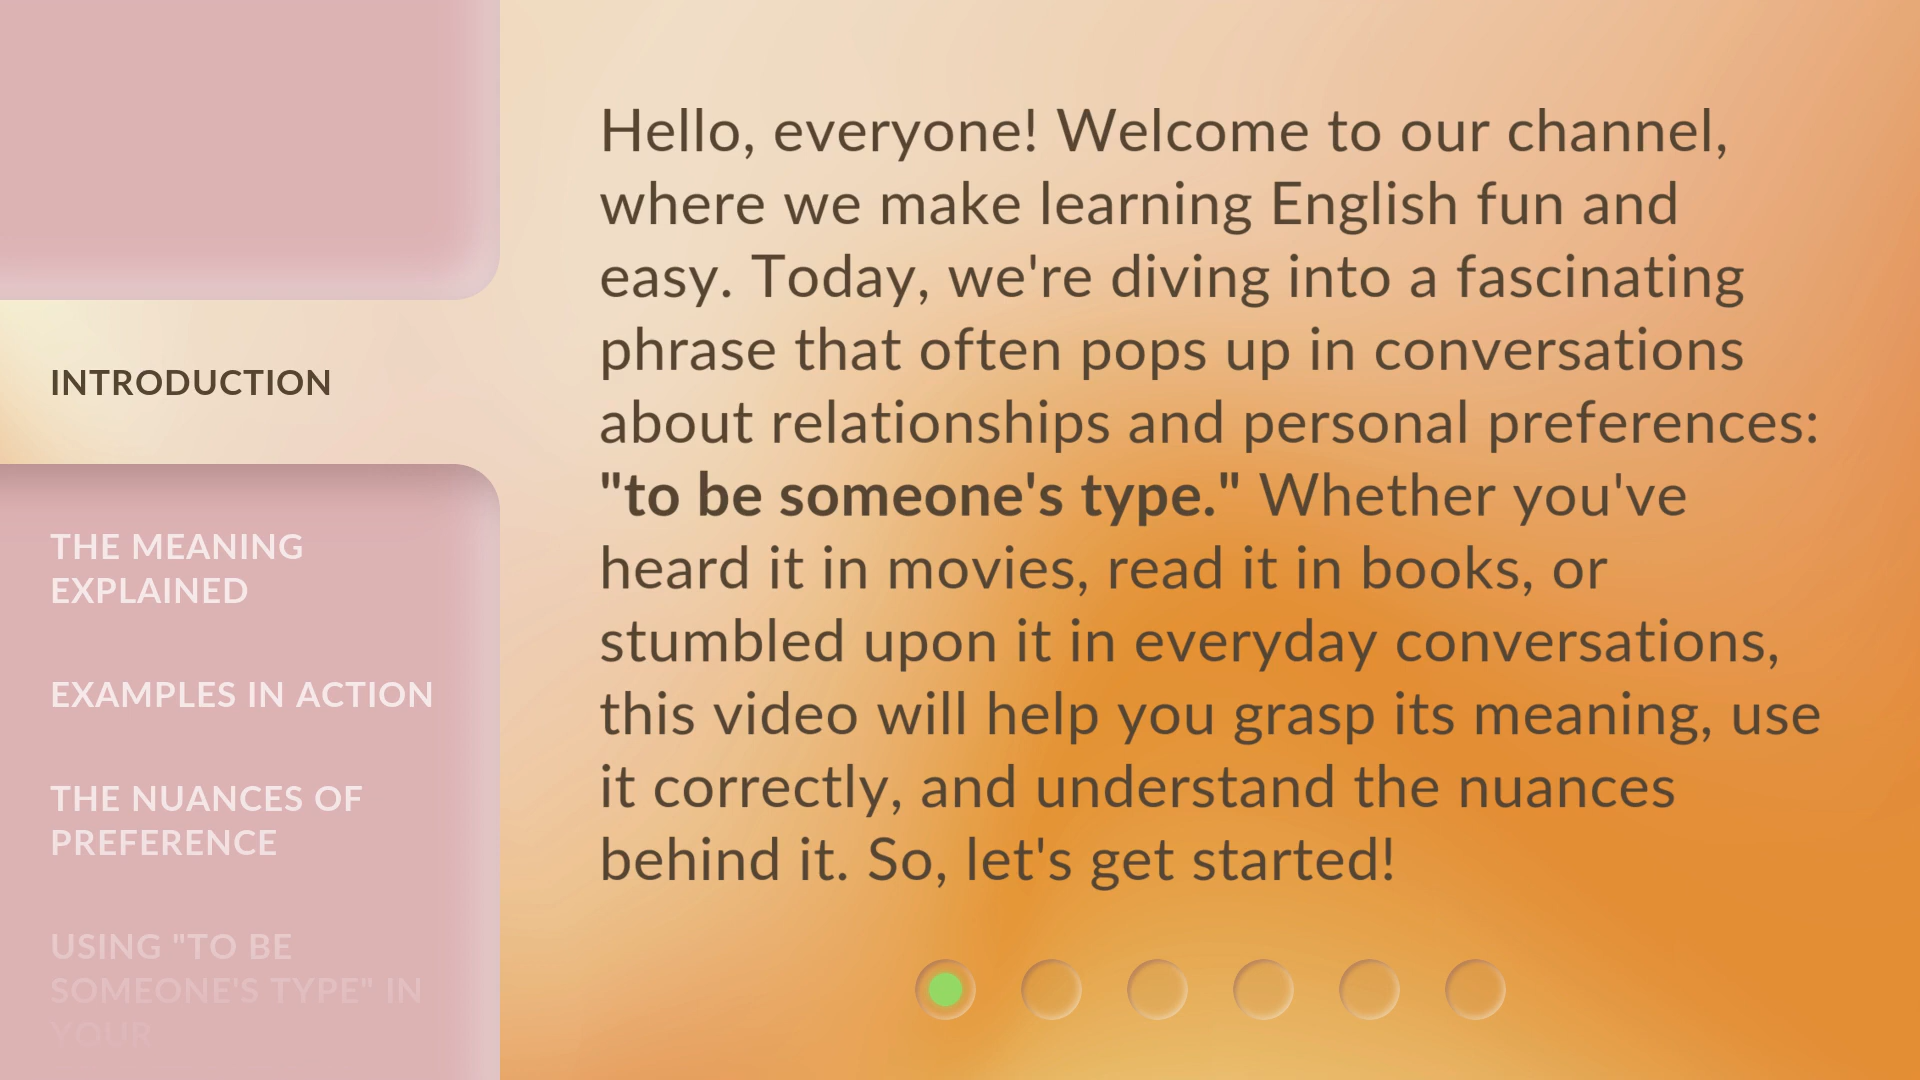 INTRODUCTION
THE MEANING
EXPLAINED
EXAMPLES IN ACTION
THE NUANCES OF
PREFERENCE
USING "TO BE
SOMEONE'S TYPE" IN
YOUR
Hello, everyone! Welcome to our channel,
where we make learning English fun and
easy. Today, we're diving into a fascinating
phrase that often pops up in conversations
about relationships and personal preferences:
"to be someone's type." Whether you've
heard it in movies, read it in books, or
stumbled upon it in everyday conversations,
this video will help you grasp its meaning, use
it correctly, and understand the nuances
behind it. So, let's get started!